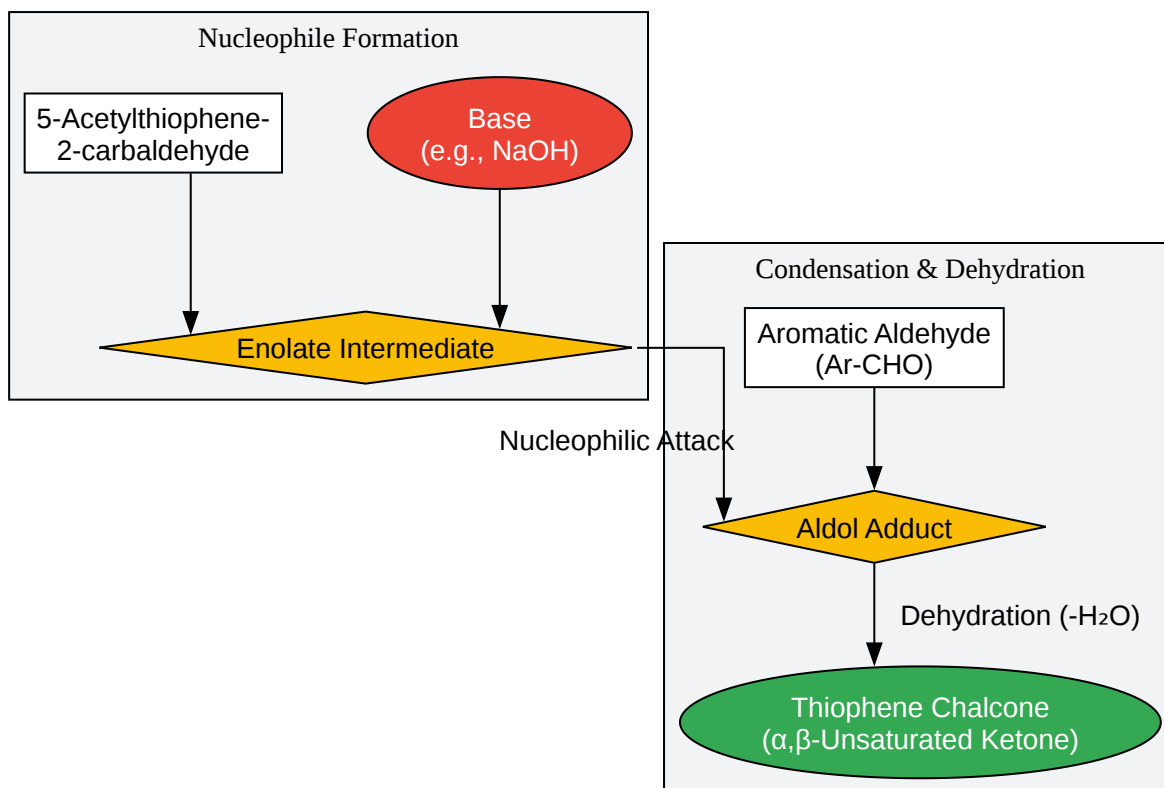 Nucleophile Formation
5-Acetylthiophene-
2-carbaldehyde
Base
(e.g., NaOH)
Enolate Intermediate
Condensation & Dehydration
Aromatic Aldehyde
(Ar-CHO)
Nucleophilic Attack
Aldol Adduct
Dehydration (-H₂O)
Thiophene Chalcone
(α,β-Unsaturated Ketone)